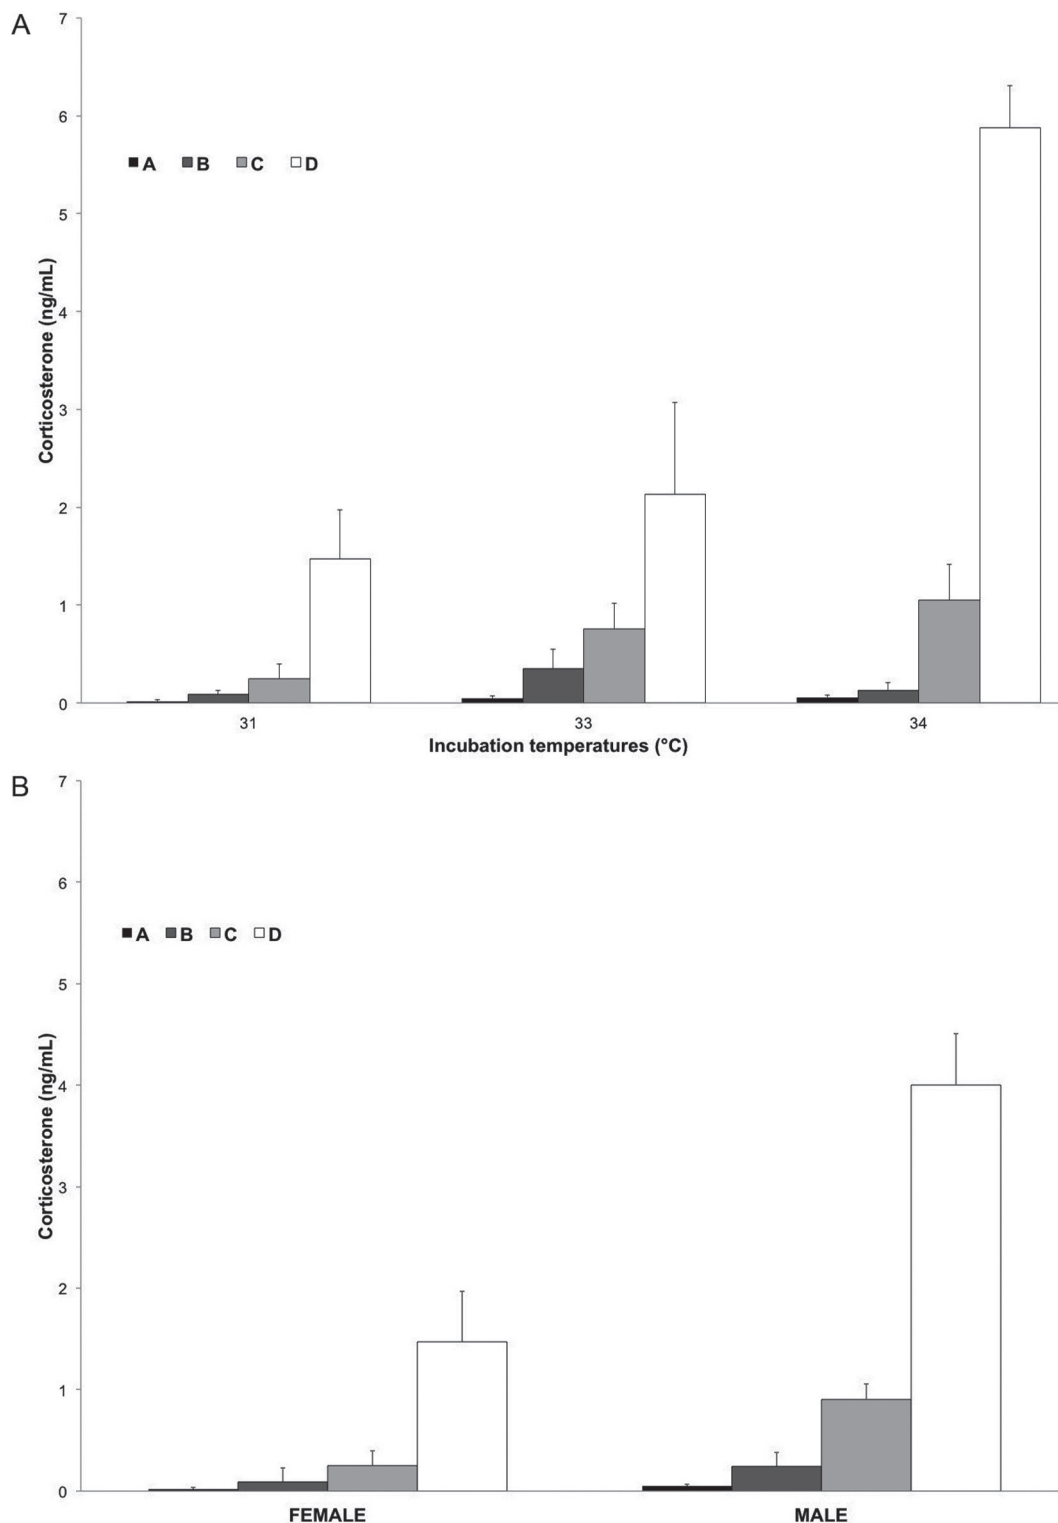 A
7
6
A B C D
5
4
Corticosterone (ng/mL)
3
2
1
0
31 33 34
Incubation temperatures (°C)
B
7
6
A B C D
5
4
Corticosterone (ng/mL)
3
2
1
0
FEMALE MALE